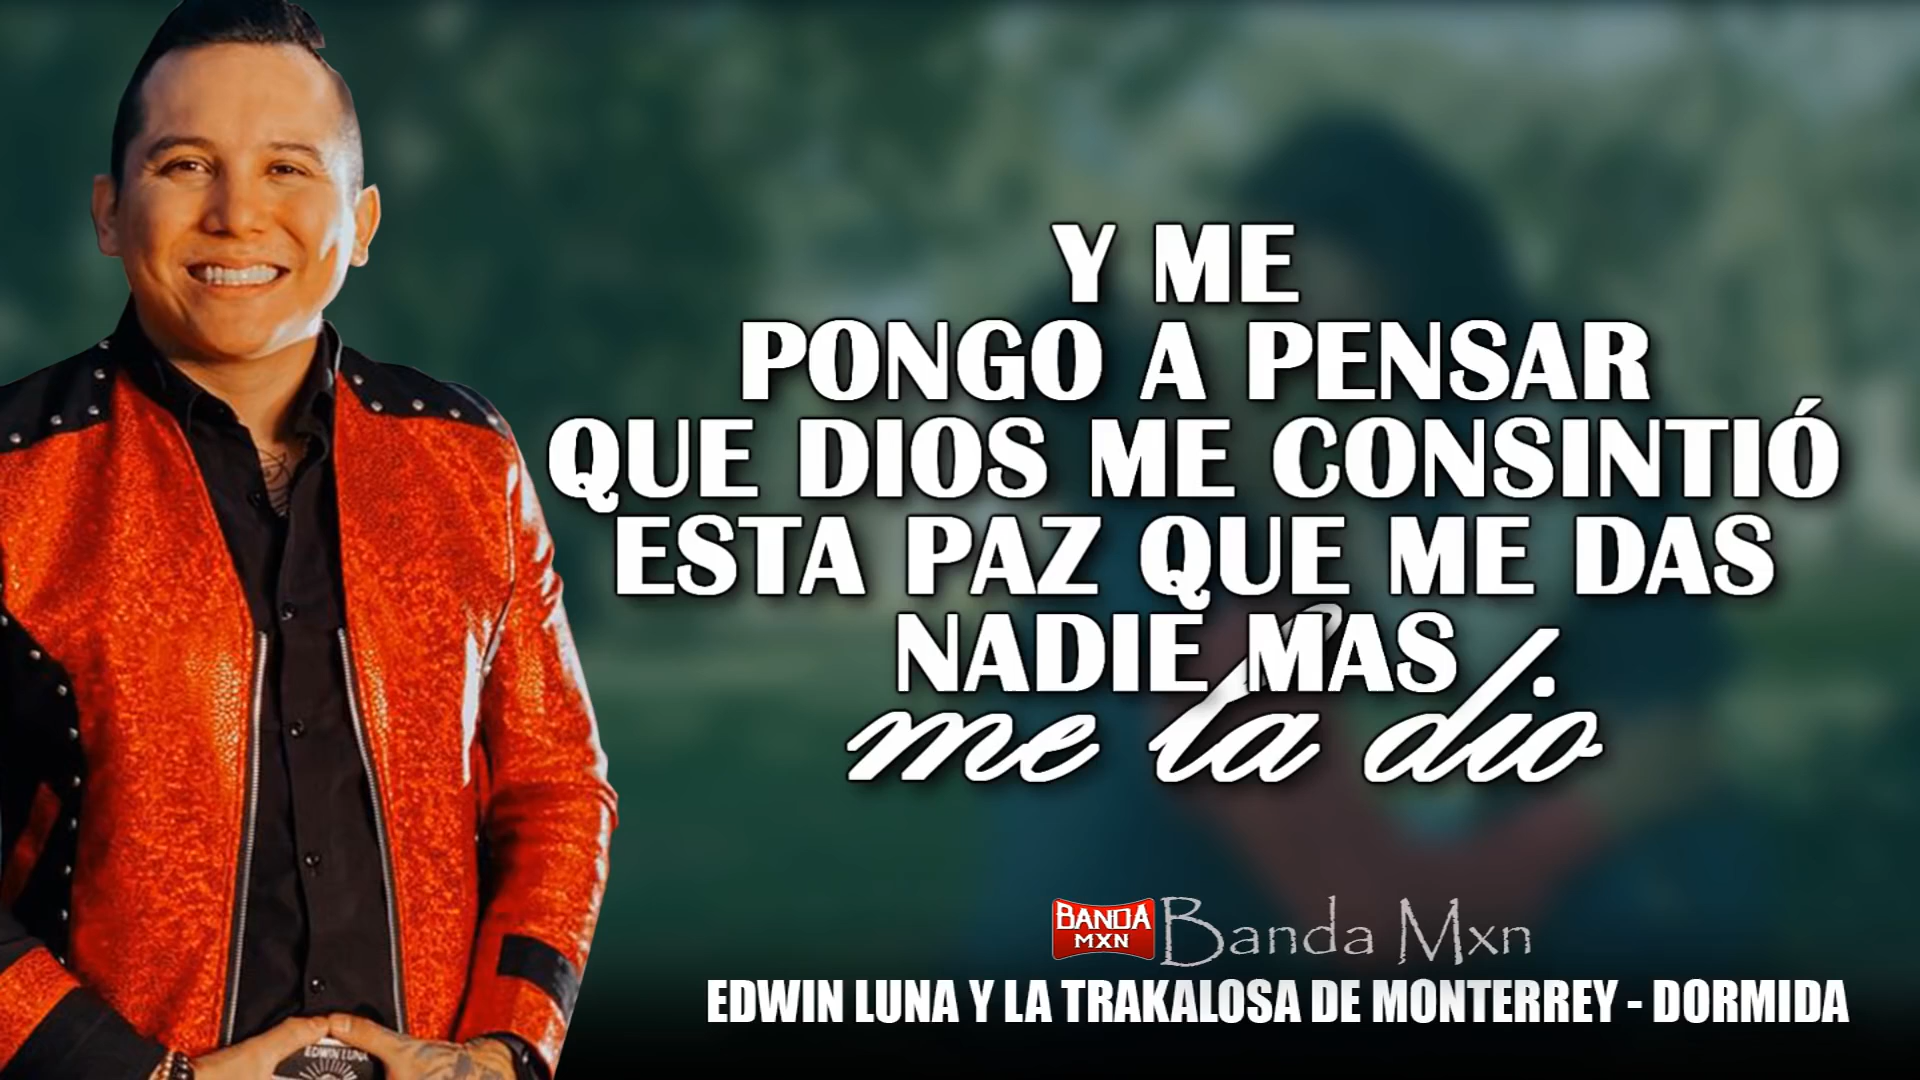 Y ME
PONGO A PENSAR
QUE DIOS ME CONSINTIÓ
ESTA PAZ QUE ME DAS
NADIE MAS
me la dio
BANDA
MXN
Banda Mxn
EDWIN LUNA Y LA TRAKALOSA DE MONTERREY - DORMIDA
EDWIN LUNA